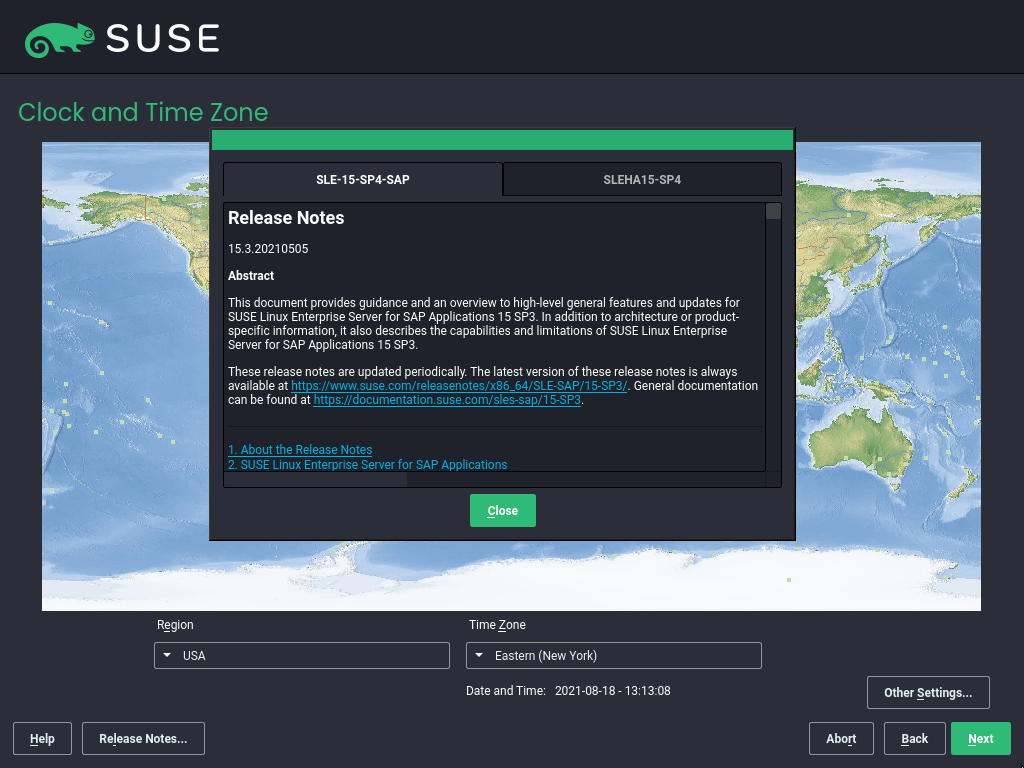 SUSE
Clock and Time Zone
SLE-15-SP4-SAP
SLEHA15-SP4
Release Notes
15.3.20210505
Abstract
This document provides guidance and an overview to high-level general features and updates for
SUSE Linux Enterprise Server for SAP Applications 15 SP3. In addition to architecture or product-
specific information, it also describes the capabilities and limitations of SUSE Linux Enterprise
Server for SAP Applications 15 SP3.
These release notes are updated periodically. The latest version of these release notes is always
available at https://www.suse.com/releasenotes/x86_64/SLE-SAP/15-SP3/. General documentation
can be found at https://documentation.suse.com/sles-sap/15-SP3.
1. About the Release Notes
2. SUSE Linux Enterprise Server for SAP Applications
Close
Region
Time Zone
USA
Eastern (New York)
Date and Time: 2021-08-18 - 13:13:08
Other Settings...
Help
Release Notes...
Abort
Back
Next